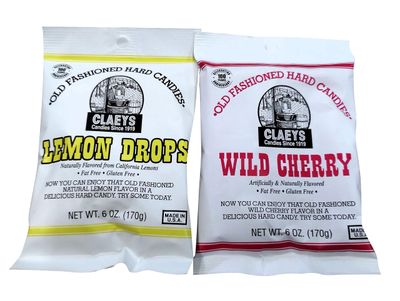 OLD FASHIONED HARD CANDIES
CLAEYS
Candies Since 1919
LEMON DROPS
Naturally Flavored from California Lemons
• Fat Free • Gluten Free •
NOW YOU CAN ENJOY THAT OLD FASHIONED
NATURAL LEMON FLAVOR IN A
DELICIOUS HARD CANDY. TRY SOME TODAY.
NET WT. 6 OZ. (170g)
MADE IN
U.S.A.
100
OLD FASHIONED HARD CANDIES
CLAEYS
Candies Since 1919
WILD CHERRY
Artificially & Naturally Flavored
• Fat Free • Gluten Free •
NOW YOU CAN ENJOY THAT OLD FASHIONED
WILD CHERRY FLAVOR IN A
DELICIOUS HARD CANDY. TRY SOME TODAY.
NET WT. 6 OZ. (170g)
MADE IN
U.S.A.